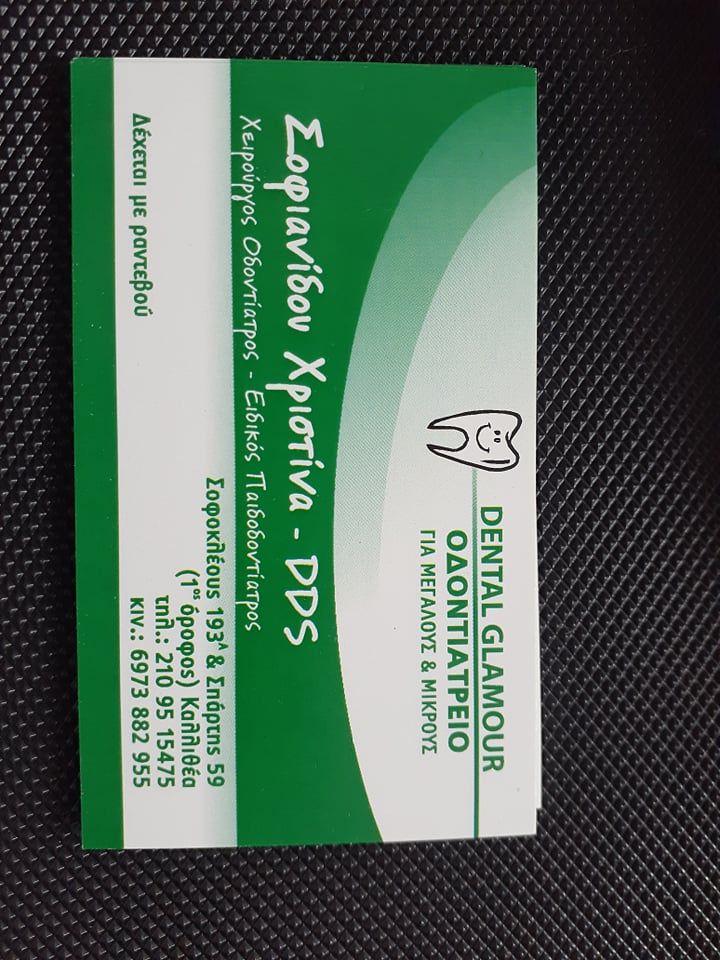 DENTAL GLAMOUR
ΟΔΟΝΤΙΑΤΡΕΙΟ
ΓΙΑ ΜΕΓΑΛΟΥΣ & ΜΙΚΡΟΥΣ
Σοφιανίδου Χριστίνα - DDS
Χειρούργος Οδοντίατρος - Ειδικός Παιδοδοντίατρος
Σοφοκλέους 193Α & Σπάρτης 59
(1ος όροφος) Καλλιθέα
τηλ.: 210 95 15475
Δέχεται με ραντεβού κιν.: 6973 882 955